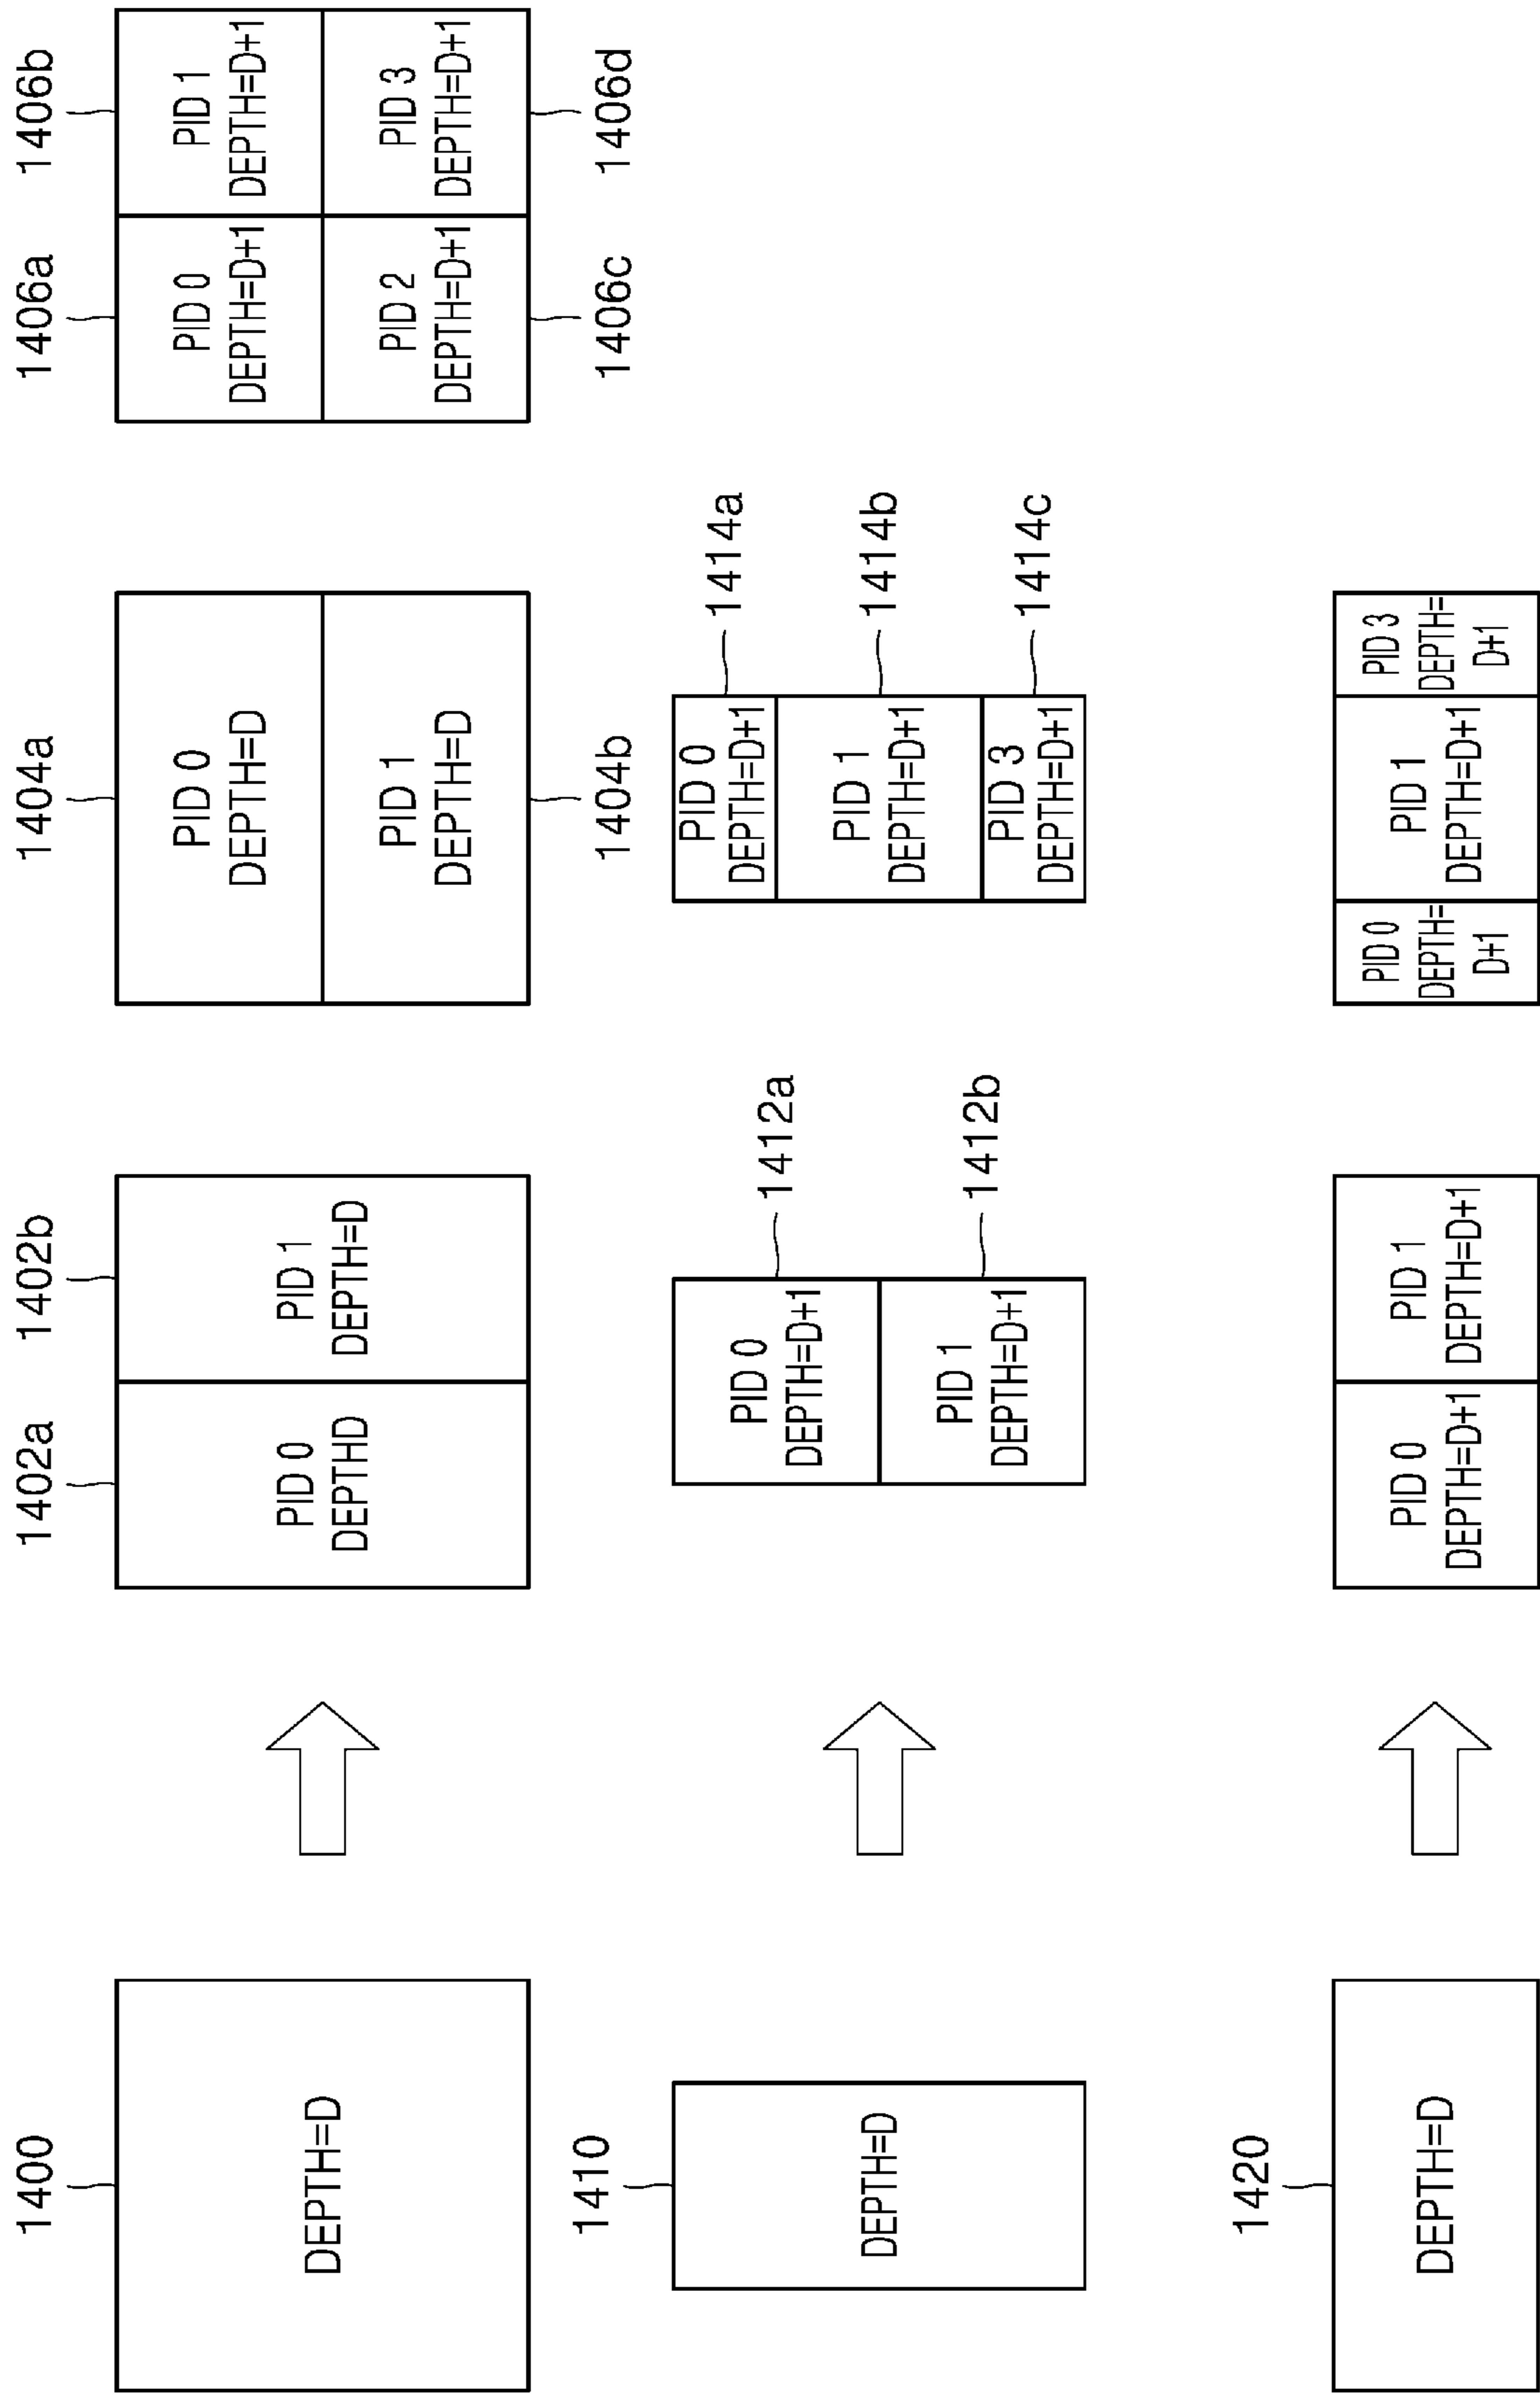 1400
DEPTH=D
1402a
1402b
PID 0
DEPTHD
PID 1
DEPTH=D
1404a
PID 0
DEPTH=D
PID 1
DEPTH=D
1404b
1406a
1406b
PID 0
DEPTH=D+1
PID 1
DEPTH=D+1
PID 2
DEPTH=D+1
PID 3
DEPTH=D+1
1406c
1406d
1410
DEPTH=D
PID 0
DEPTH=D+1
1412a
PID 1
DEPTH=D+1
1412b
PID 0
DEPTH=D+1
1414a
PID 1
DEPTH=D+1
1414b
PID 3
DEPTH=D+1
1414c
1420
DEPTH=D
PID 0
DEPTH=D+1
PID 1
DEPTH=D+1
PID 0
DEPTH=
D+1
PID 1
DEPTH=D+1
PID 3
DEPTH=
D+1